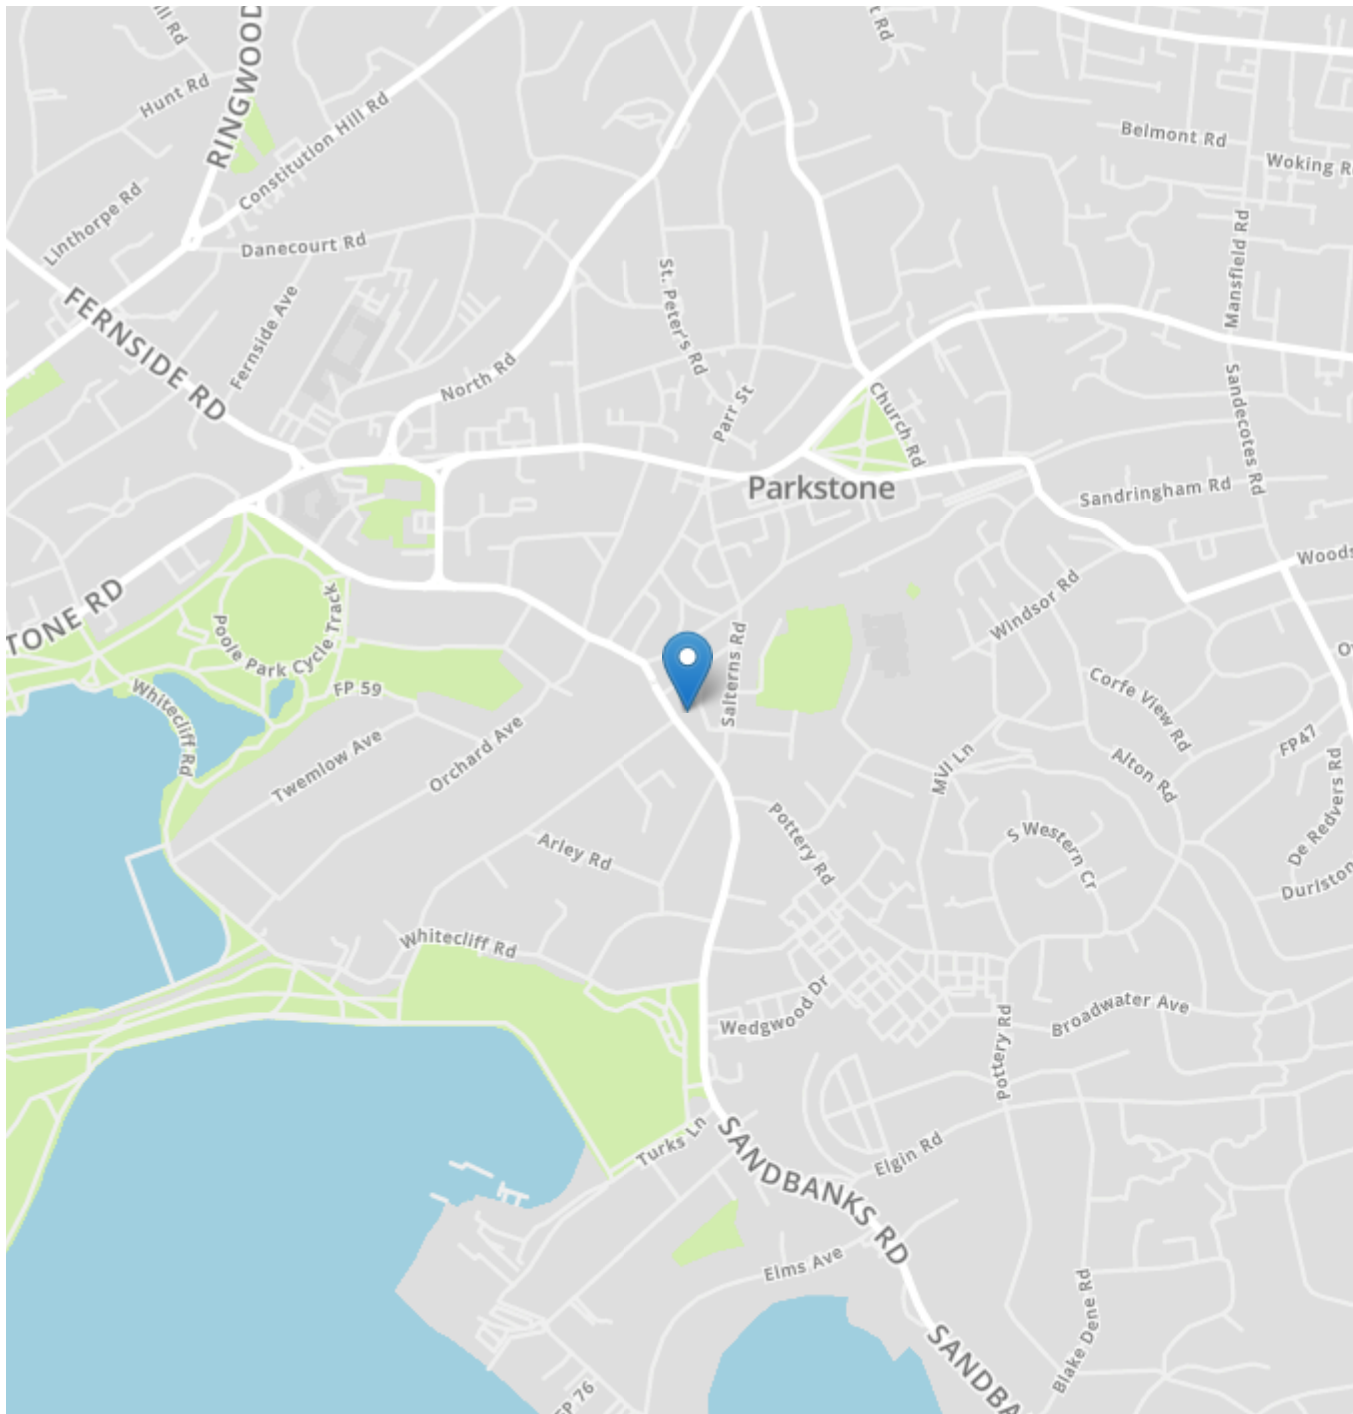 RINGWOOD
Hunt Rd
Constitution Hill Rd
Belmont Rd
Woking
Linthorpe Rd
Danecourt Rd
Mansfield Rd
St. Peter's Rd
FERNSIDE RD
Fernside Ave
North Rd
Parr St
Church Rd
Sandecotes Rd
Parkstone
Sandringham Rd
Woods
TONE RD
Poole Park Cycle Track
Windsor Rd
Salterns Rd
FP 59
Whitecliff Rd
Corfe View Rd
Twemlow Ave
Orchard Ave
FP47
MVI Ln
Alton Rd
De Redvers Rd
Pottery Rd
S Western Cr
Arley Rd
Durlston
Whitecliff Rd
Wedgwood Dr
Broadwater Ave
Pottery Rd
Turks Ln
SANDBANKS RD
Elgin Rd
Elms Ave
Blake Dene Rd
SANDBA
FP 76